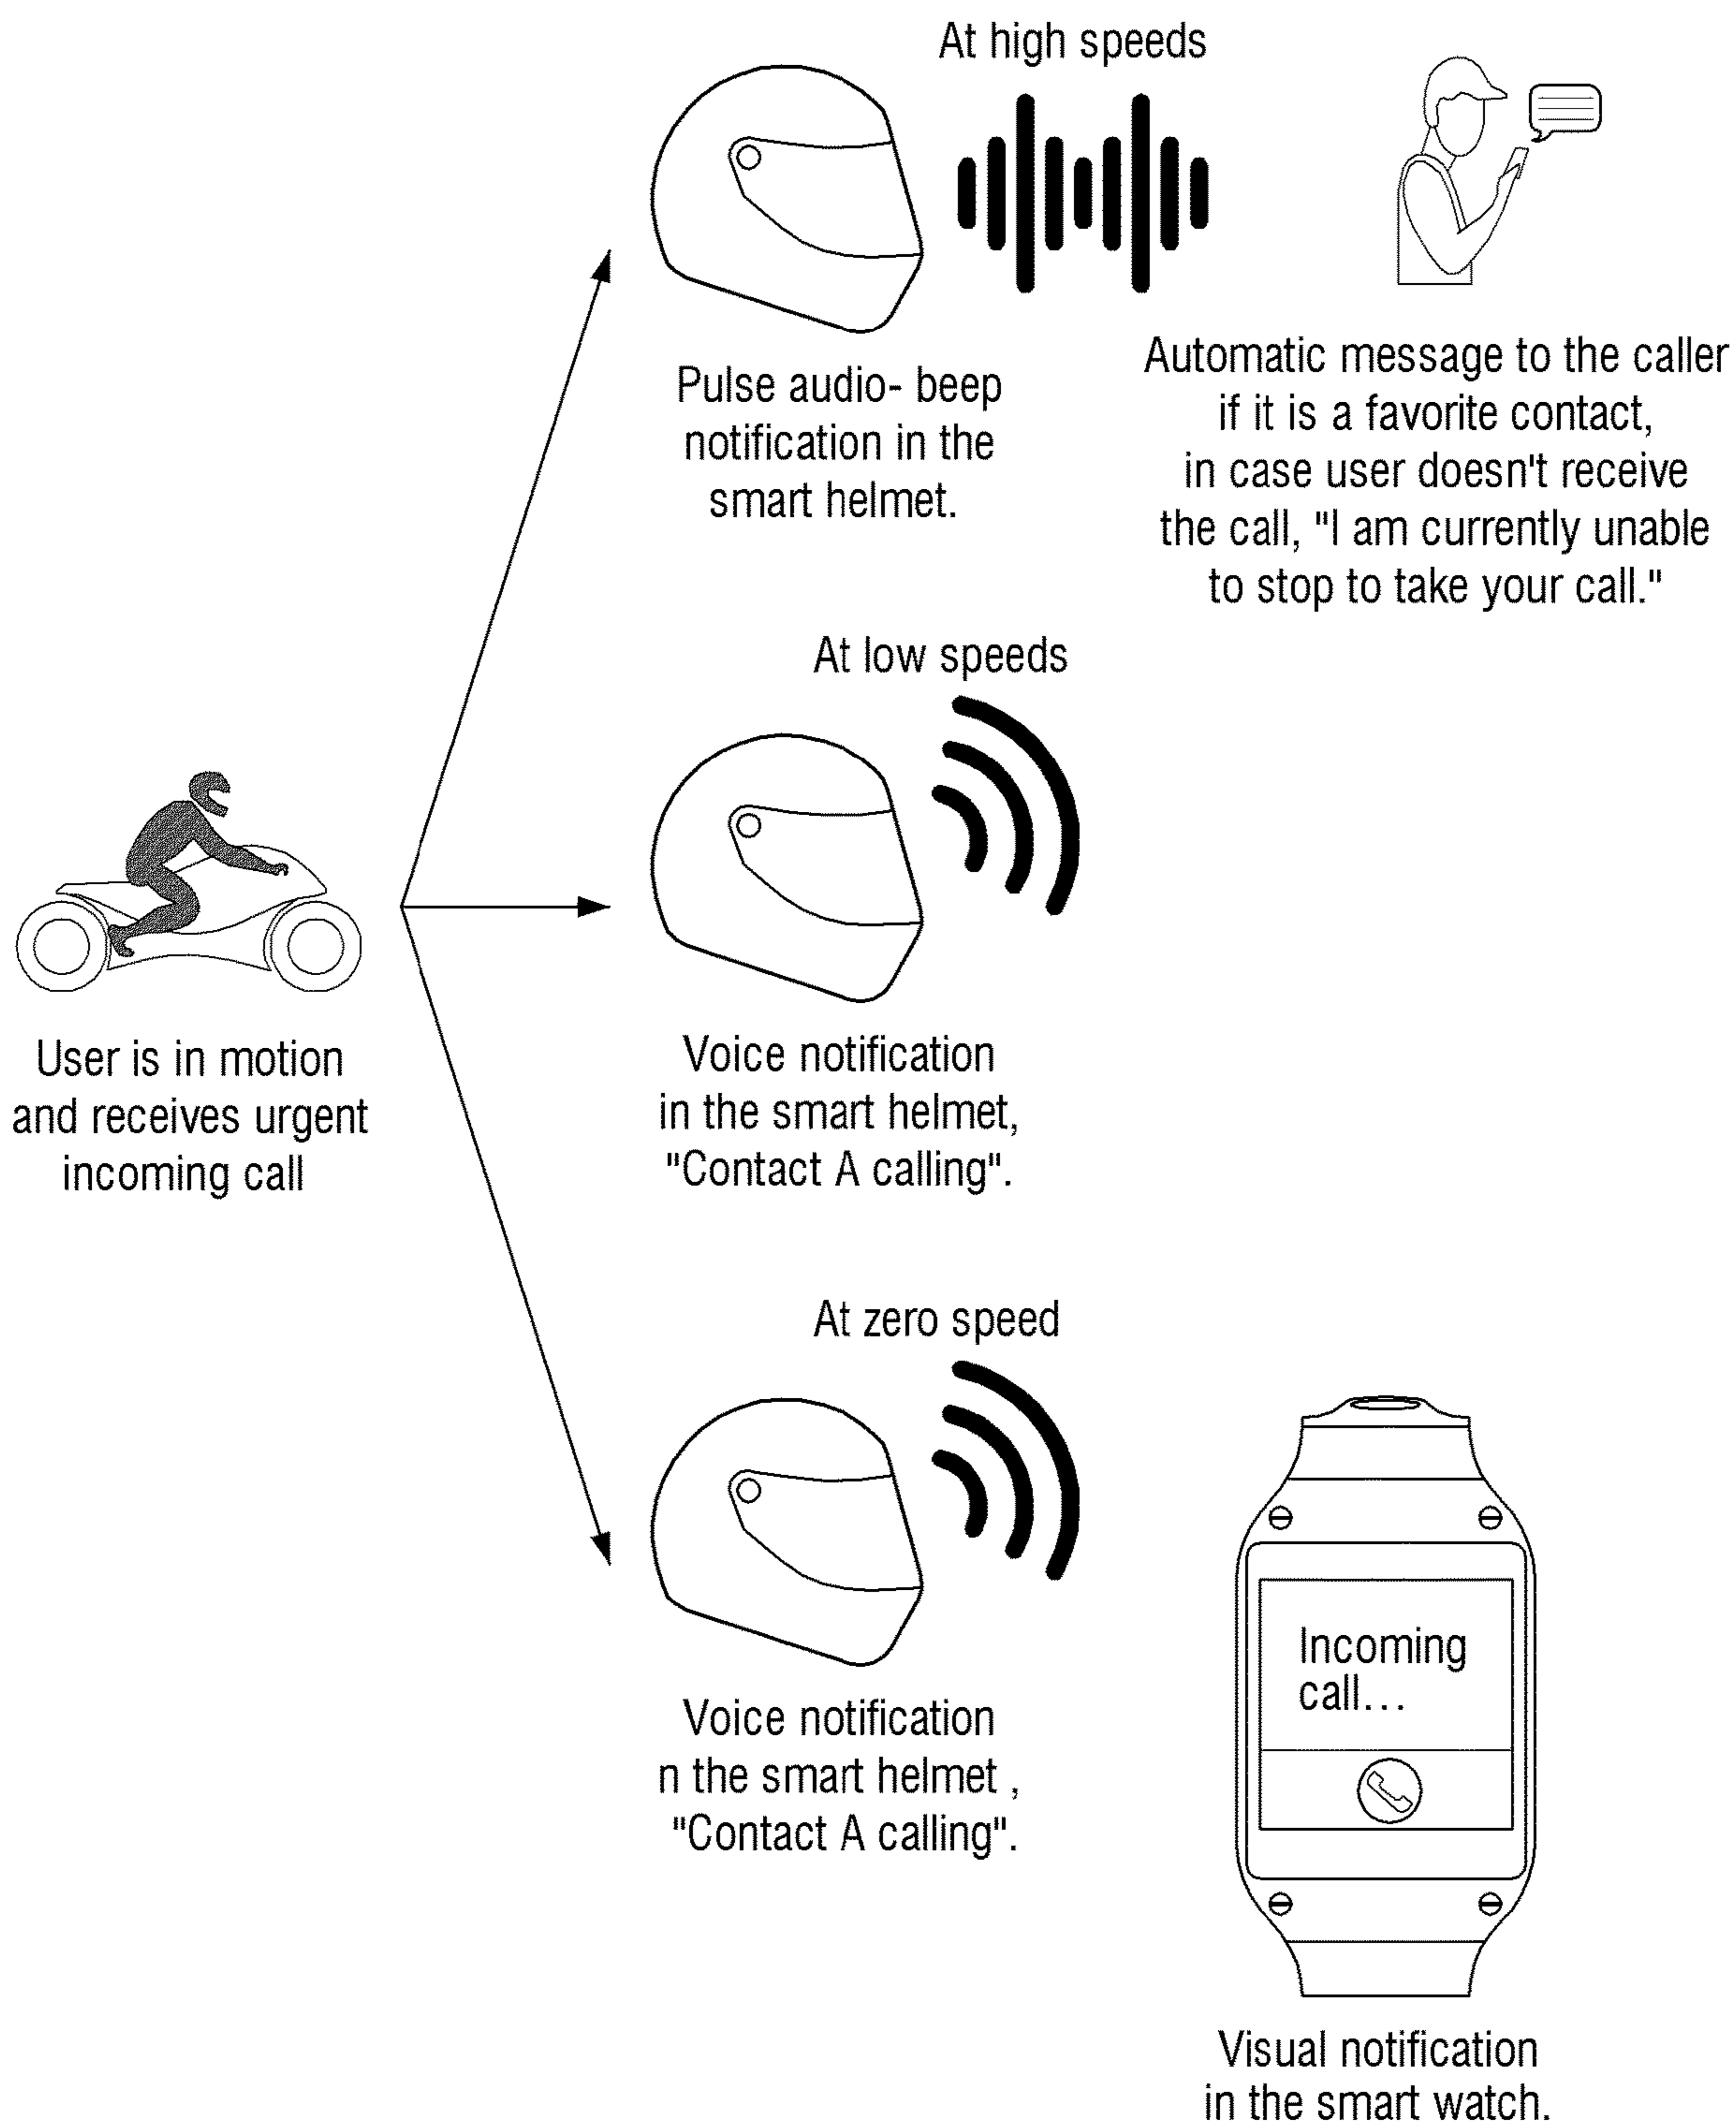 At high speeds
Pulse audio- beep
notification in the
smart helmet.
Automatic message to the caller
if it is a favorite contact,
in case user doesn't receive
the call, "I am currently unable
to stop to take your call."
At low speeds
User is in motion
and receives urgent
incoming call
Voice notification
in the smart helmet,
"Contact A calling".
At zero speed
Voice notification
n the smart helmet ,
"Contact A calling".
Incoming
call...
Visual notification
in the smart watch.